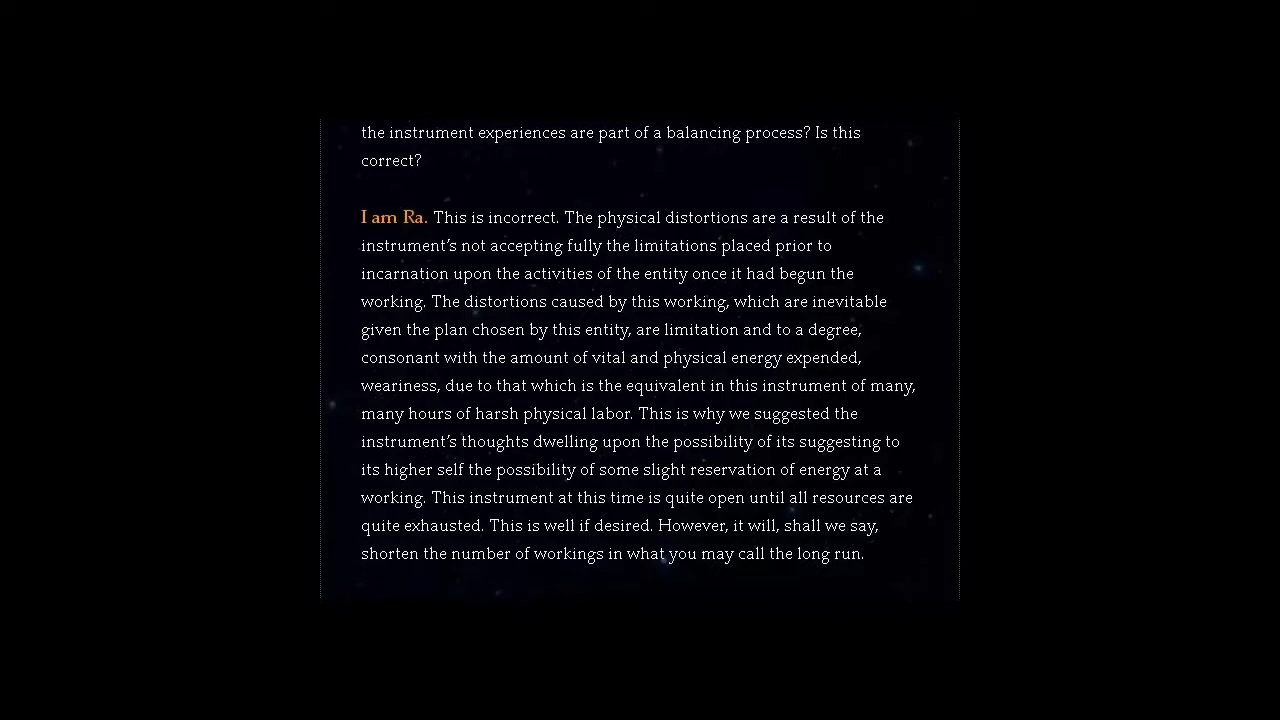 the instrument experiences are part of a balancing process? Is this
correct?
I am Ra. This is incorrect. The physical distortions are a result of the
instrument's not accepting fully the limitations placed prior to
incarnation upon the activities of the entity once it had begun the
working. The distortions caused by this working, which are inevitable
given the plan chosen by this entity, are limitation and to a degree,
consonant with the amount of vital and physical energy expended,
weariness, due to that which is the equivalent in this instrument of many,
many hours of harsh physical labor. This is why we suggested the
instrument's thoughts dwelling upon the possibility of its suggesting to
its higher self the possibility of some slight reservation of energy at a
working. This instrument at this time is quite open until all resources are
quite exhausted. This is well if desired. However, it will, shall we say,
shorten the number of workings in what you may call the long run.